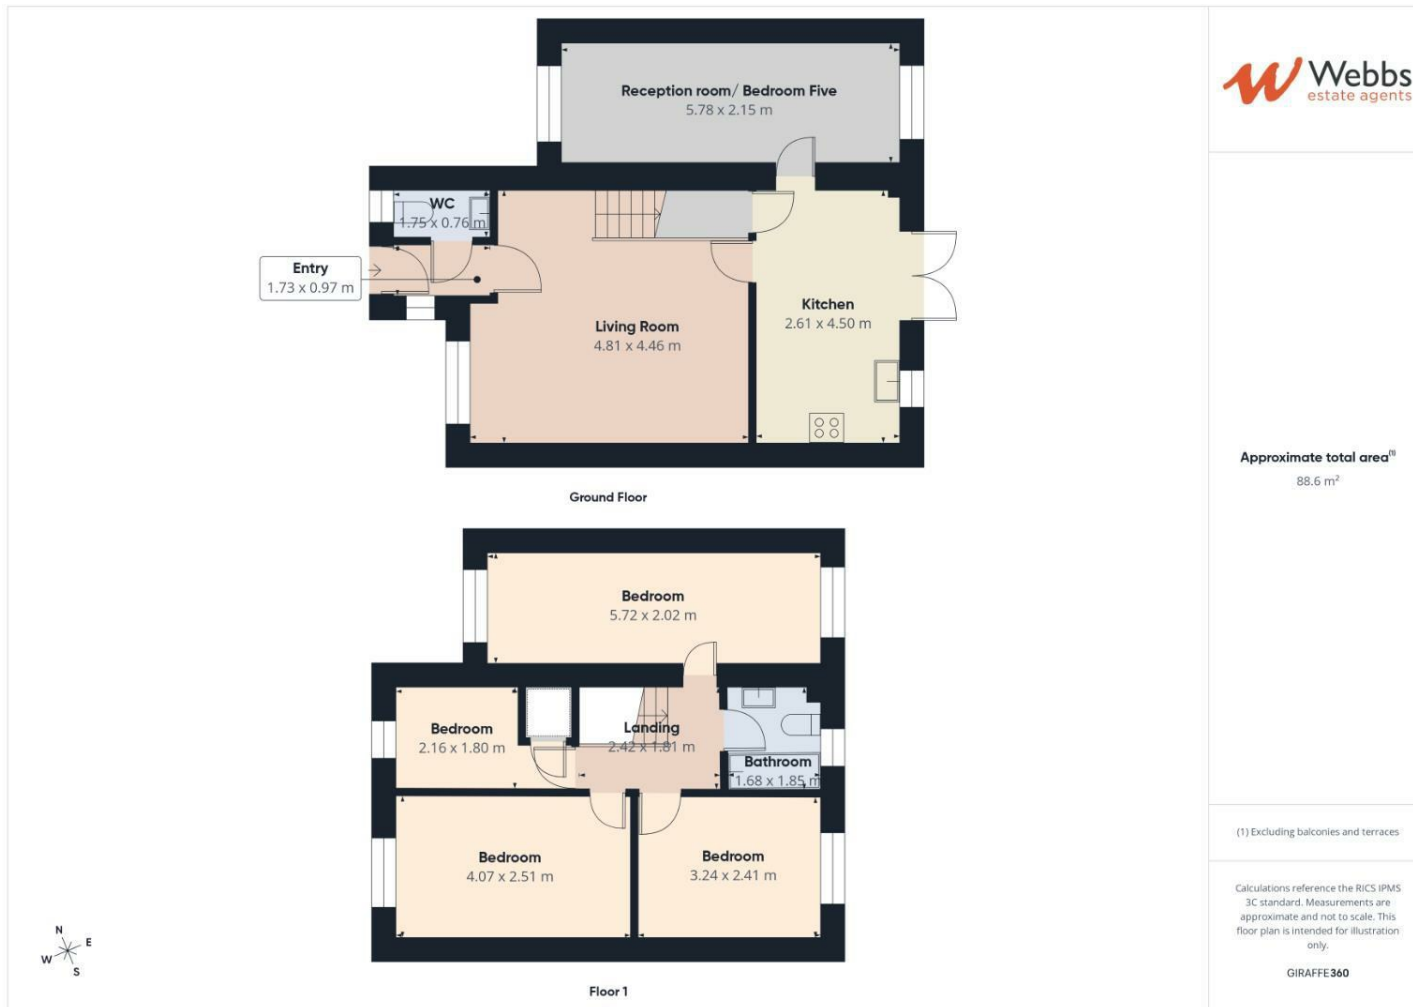 Reception room/ Bedroom Five
5.78 x 2.15 m
WC
1.75 x 0.76 m
Entry
1.73 x 0.97 m
Living Room
4.81 x 4.46 m
Kitchen
2.61 x 4.50 m
Ground Floor
Bedroom
5.72 x 2.02 m
Bedroom
2.16 x 1.80 m
Landing
2.42 x 1.81 m
Bathroom
1.68 x 1.85 m
Bedroom
4.07 x 2.51 m
Bedroom
3.24 x 2.41 m
Floor 1
N
E
W
S
Webbs
estate agents
Approximate total area(1)
88.6 m²
(1) Excluding balconies and terraces
Calculations reference the RICS IPMS
3C standard. Measurements are
approximate and not to scale. This
floor plan is intended for illustration
only.
GIRAFFE360